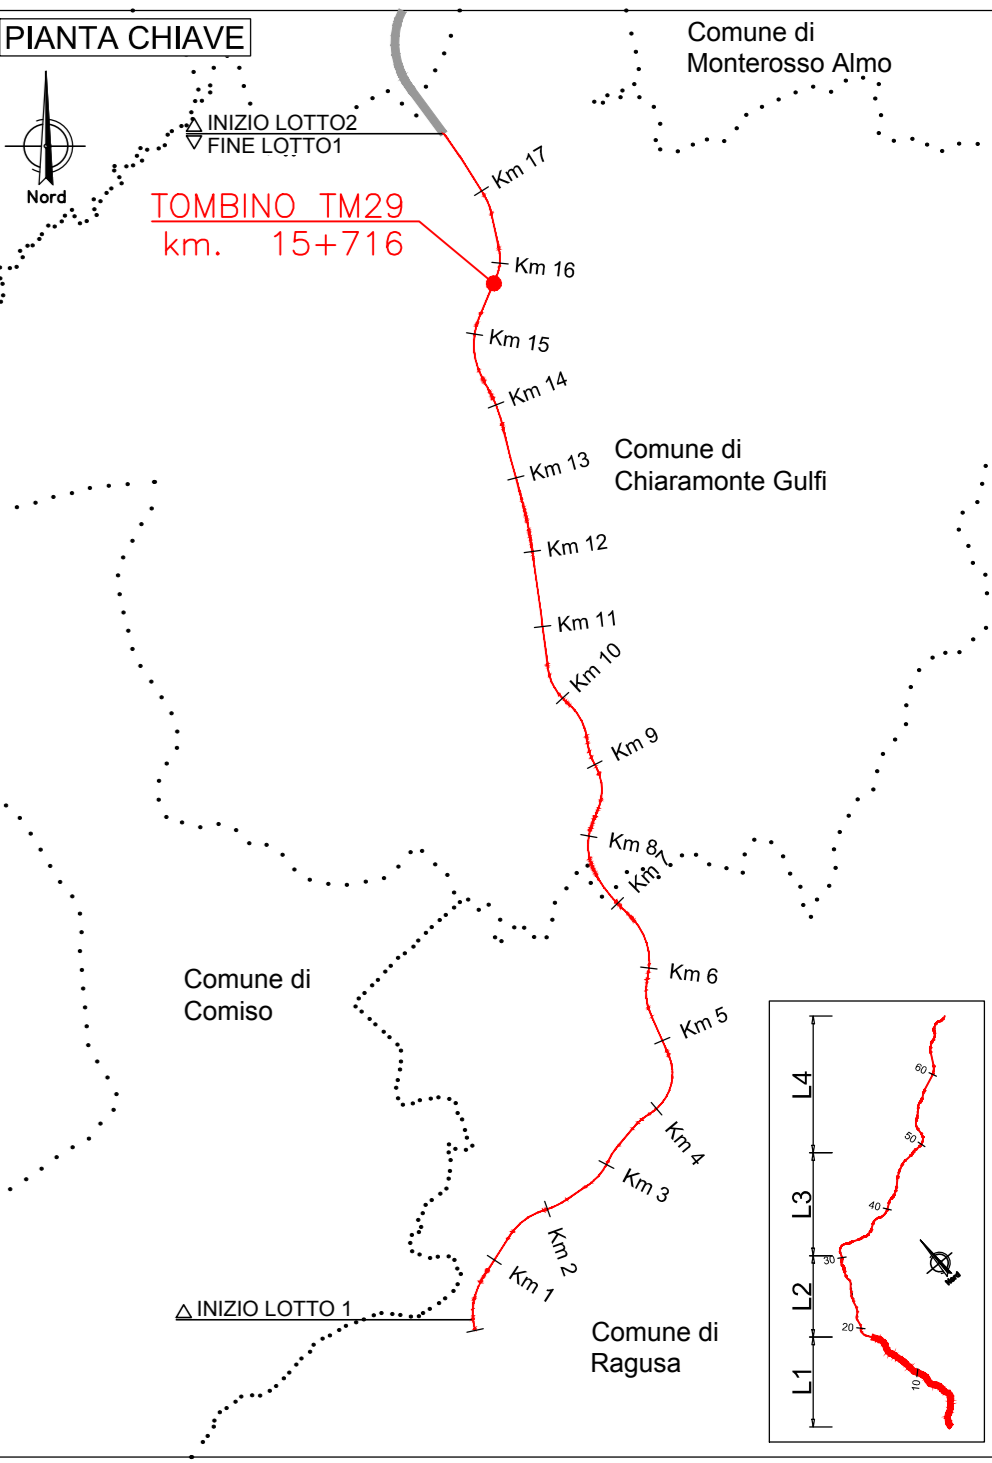 PIANTA CHIAVE
Comune di
Monterosso Almo
Nord
INIZIO LOTTO2
FINE LOTTO1
TOMBINO TM29
km. 15+716
Km 17
Km 16
Km 15
Km 14
Km 13
Comune di
Chiaramonte Gulfi
Km 12
Km 11
Km 10
Km 9
Km 8
Km 7
Km 6
Km 5
Comune di
Comiso
Km 4
Km 3
Km 2
Km 1
INIZIO LOTTO 1
Comune di
Ragusa
L4
L3
L2
L1
60
50
40
30
20
10